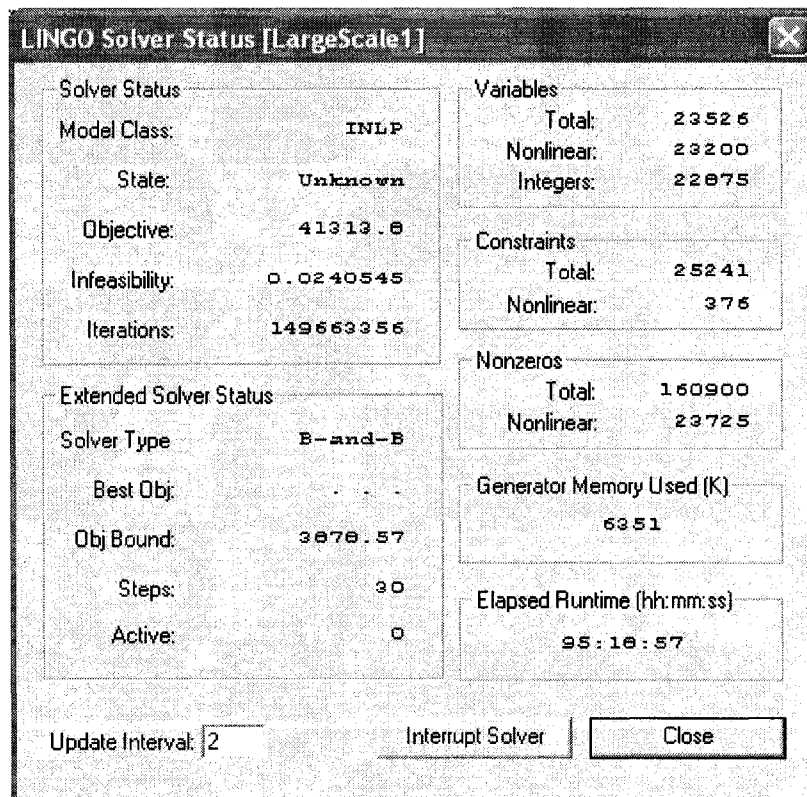 LINGO Solver Status [LargeScale1]
Solver Status
Model Class: INLP
State: Unknown
Objective: 41313.8
Infeasibility: 0.0240545
Iterations: 149663356
Extended Solver Status
Solver Type B-and-B
Best Obj: . . .
Obj Bound: 3878.57
Steps: 30
Active: 0
Update Interval: 2
Variables
Total: 23526
Nonlinear: 23200
Integers: 22875
Constraints
Total: 25241
Nonlinear: 376
Nonzeros
Total: 160900
Nonlinear: 23725
Generator Memory Used (K)
6351
Elapsed Runtime (hh:mm:ss)
95:18:57
Interrupt Solver
Close